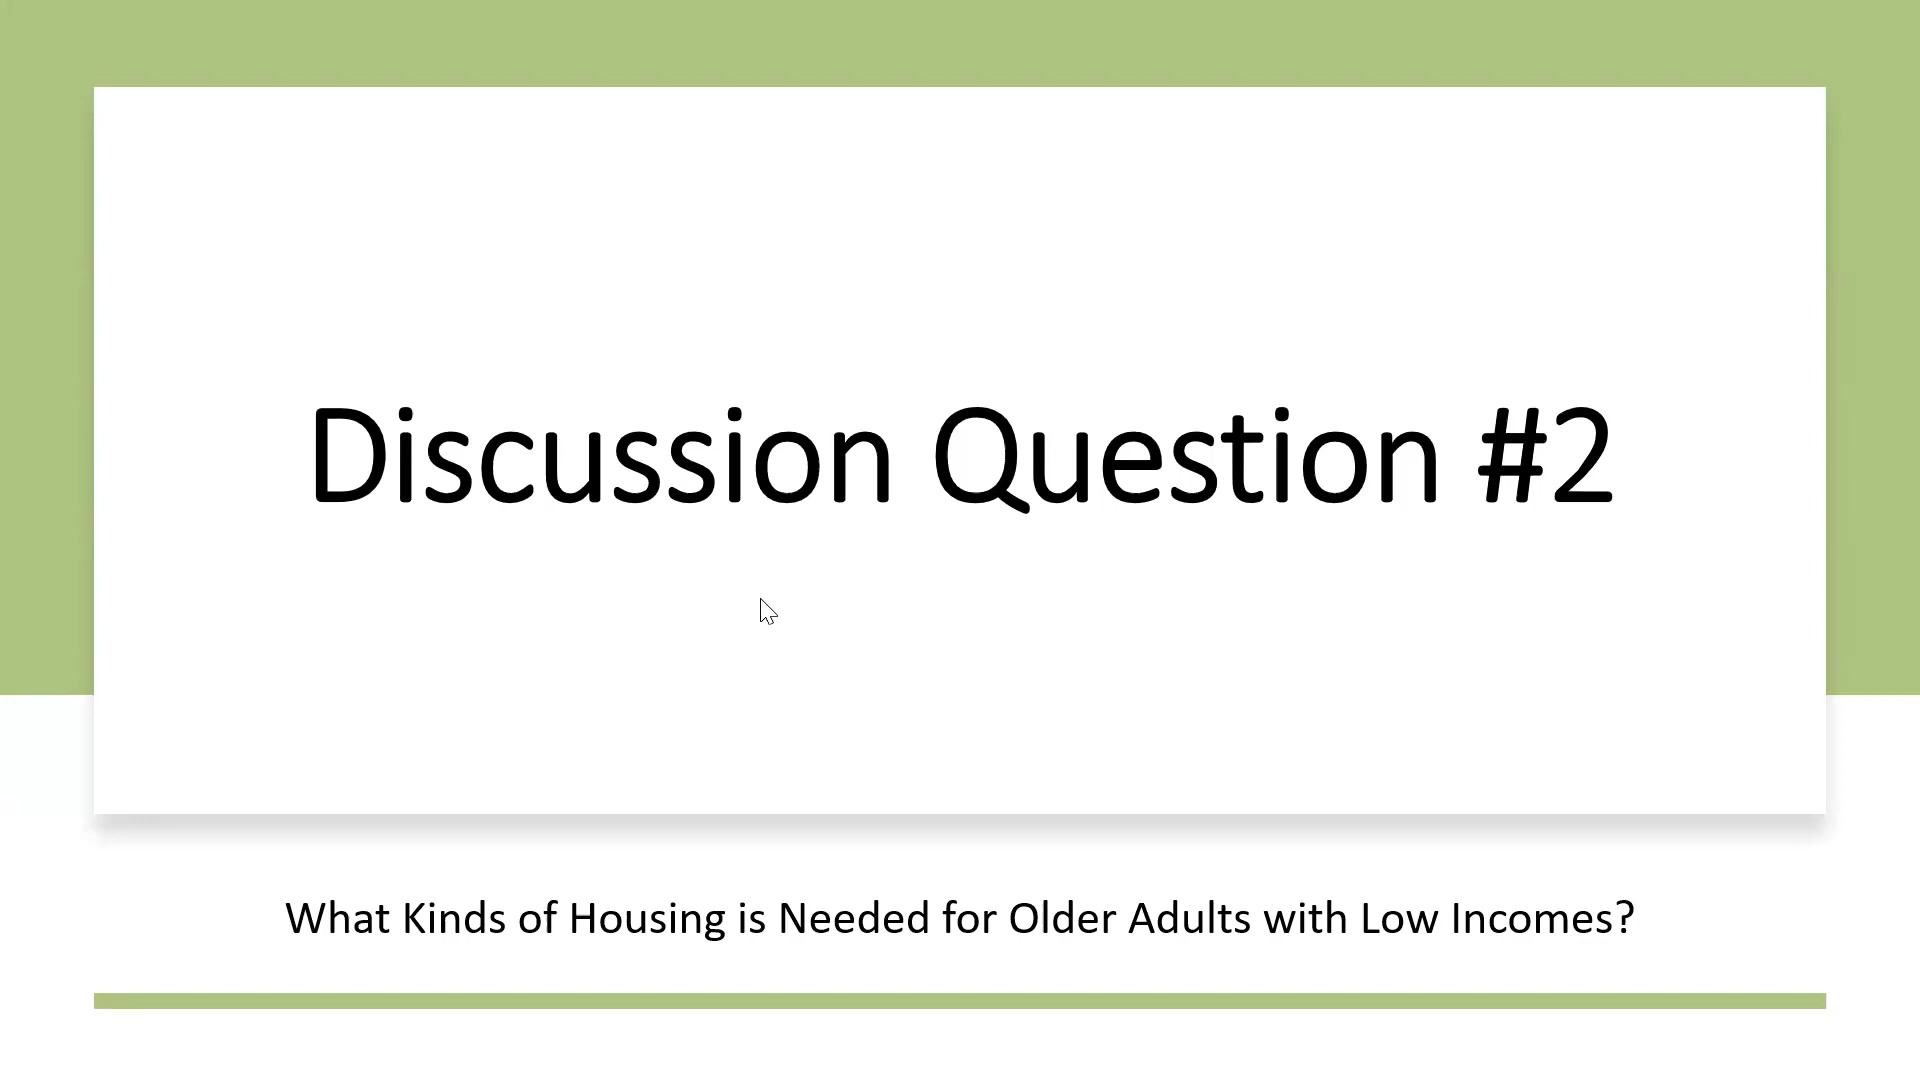 Discussion Question #2
What Kinds of Housing is Needed for Older Adults with Low Incomes?